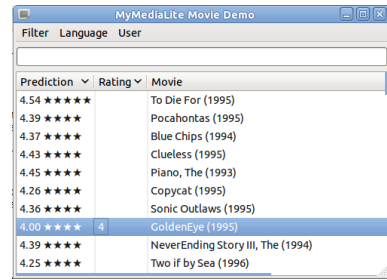 MyMediaLite Movie Demo
Filter Language User
Prediction Rating Movie
4.54 ★★★★★ To Die For (1995)
4.39 ★★★★ Pocahontas (1995)
4.37 ★★★★ Blue Chips (1994)
4.43 ★★★★ Clueless (1995)
4.45 ★★★★ Piano, The (1993)
4.26 ★★★★ Copycat (1995)
4.36 ★★★★ Sonic Outlaws (1995)
4.00 ★★★★ 4 GoldenEye (1995)
4.39 ★★★★ NeverEnding Story III, The (1994)
4.25 ★★★★ Two if by Sea (1996)